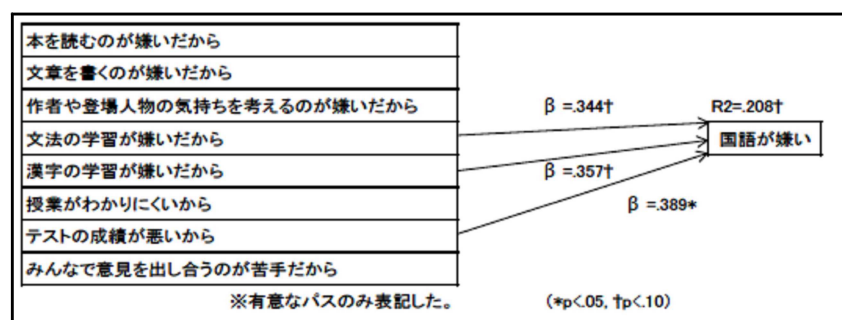 本を読むのが嫌いだから
文章を書くのが嫌いだから
作者や登場人物の気持ちを考えるのが嫌いだから
文法の学習が嫌いだから
漢字の学習が嫌いだから
授業がわかりにくいから
テストの成績が悪いから
みんなで意見を出し合うのが苦手だから
β=.344†
R2=.208†
国語が嫌い
β=.357†
β=.389*
※有意なパスのみ表記した。 (*p<.05, †p<.10)